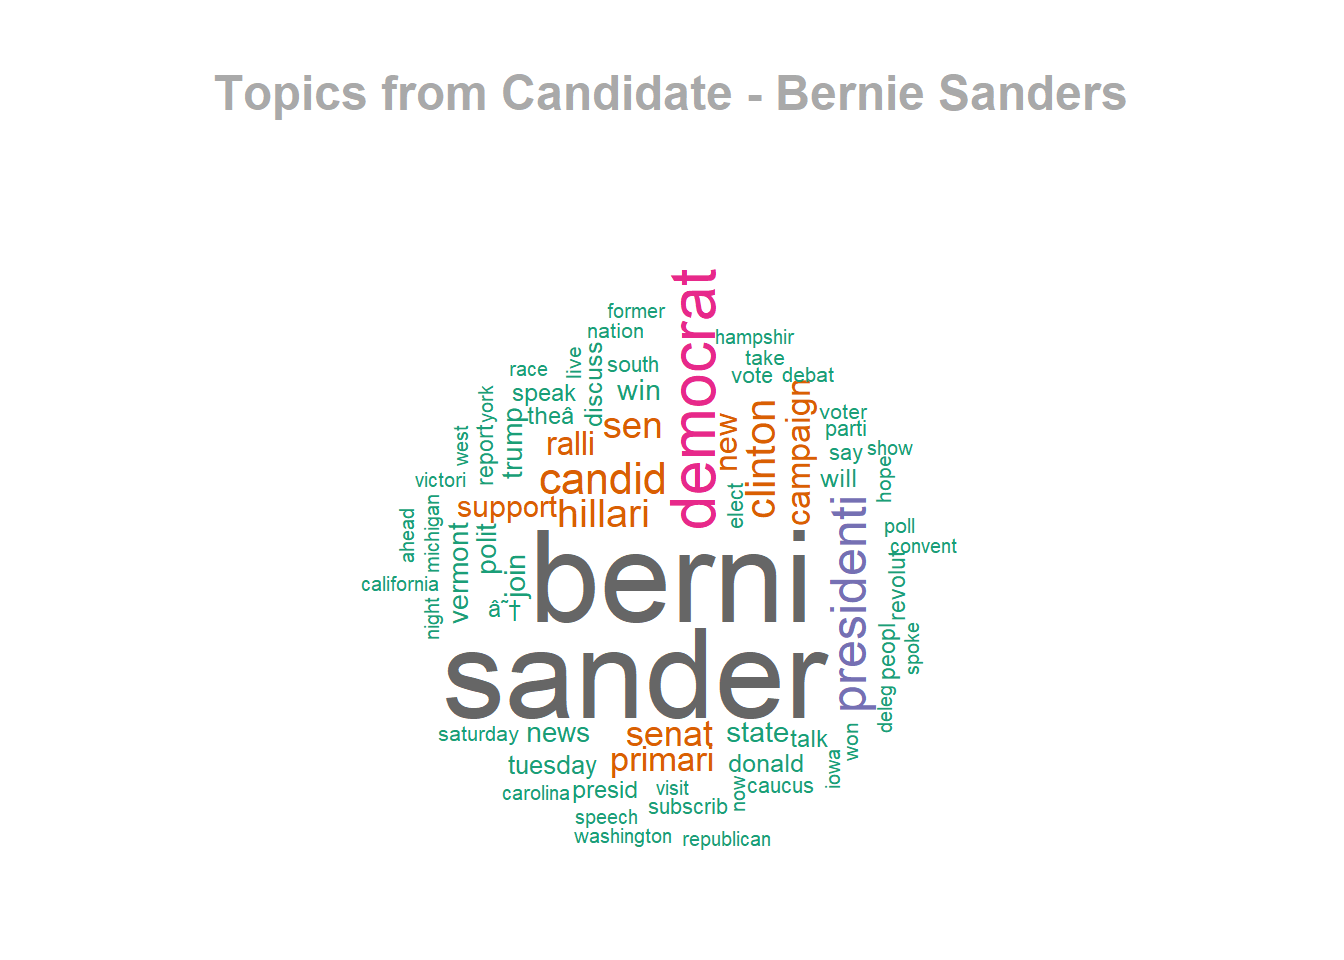 Topics from Candidate - Bernie Sanders
former
nation
hampshir
democrat
live
discuss
south
take
race
vote
debat
speak
win
york
theâ
trump
sen
new
clinton
campaign
voter
parti
west
report
ralli
say
show
victori
candid
will
hope
support
hillari
elect
presidenti
ahead
michigan
vermont
polit
join
berni
poll
convent
california
revolut
night
â˜†
sander
peopl
spoke
deleg
saturday
news
senat
state
talk
won
tuesday
primari
donald
iowa
carolina
presid
visit
now
caucus
subscrib
speech
washington
republican